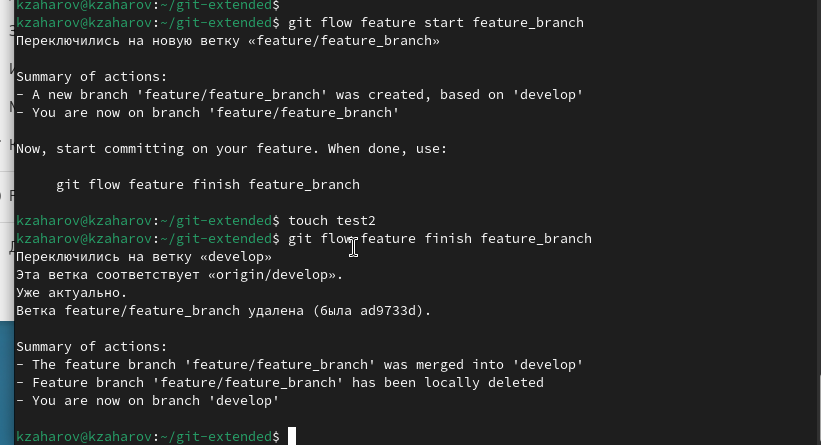 kzaharov@kzaharov:~/git-extended$
kzaharov@kzaharov:~/git-extended$ git flow feature start feature_branch
Переключились на новую ветку «feature/feature_branch»
Summary of actions:
- A new branch 'feature/feature_branch' was created, based on 'develop'
- You are now on branch 'feature/feature_branch'
Now, start committing on your feature. When done, use:
git flow feature finish feature_branch
kzaharov@kzaharov:~/git-extended$ touch test2
kzaharov@kzaharov:~/git-extended$ git flow feature finish feature_branch
Переключились на ветку «develop»
Эта ветка соответствует «origin/develop».
Уже актуально.
Ветка feature/feature_branch удалена (была ad9733d).
Summary of actions:
- The feature branch 'feature/feature_branch' was merged into 'develop'
- Feature branch 'feature/feature_branch' has been locally deleted
- You are now on branch 'develop'
kzaharov@kzaharov:~/git-extended$